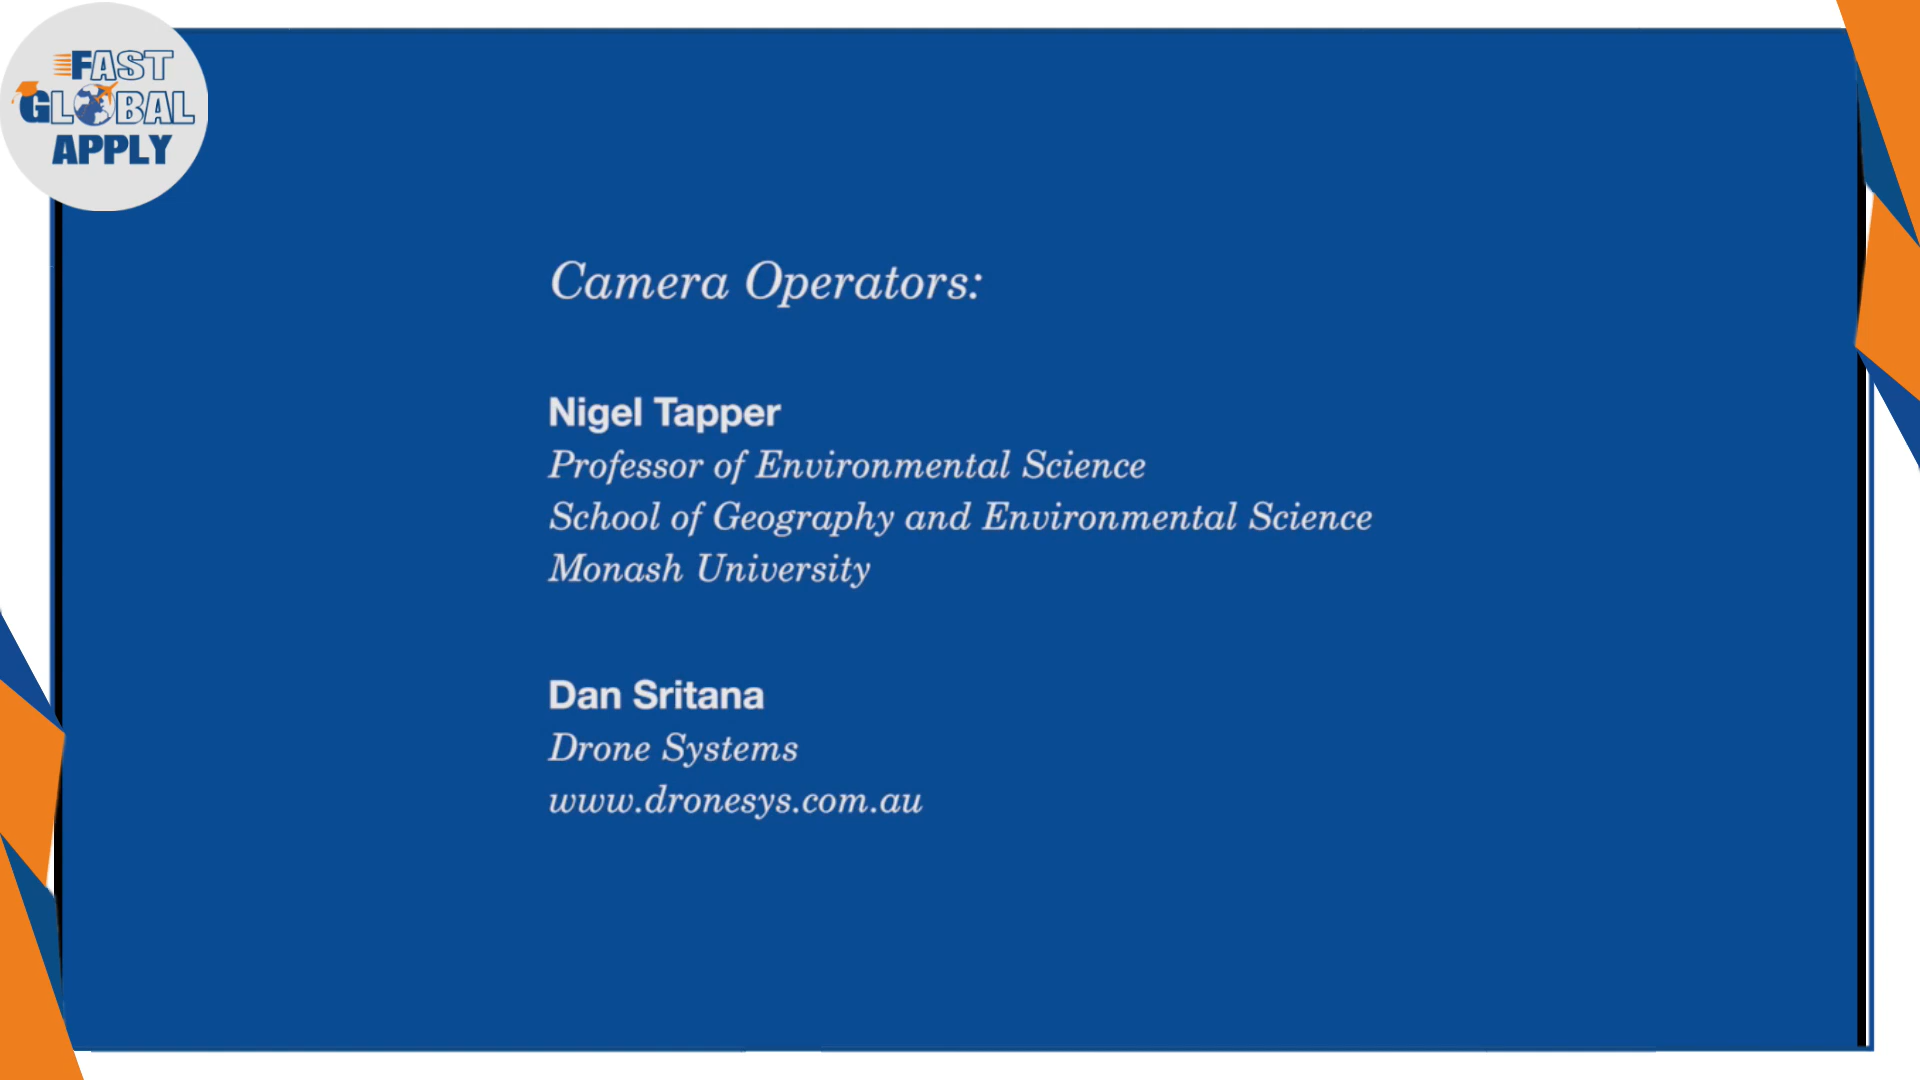 FAST
GLOBAL
APPLY
Camera Operators:
Nigel Tapper
Professor of Environmental Science
School of Geography and Environmental Science
Monash University
Dan Sritana
Drone Systems
www.dronesys.com.au